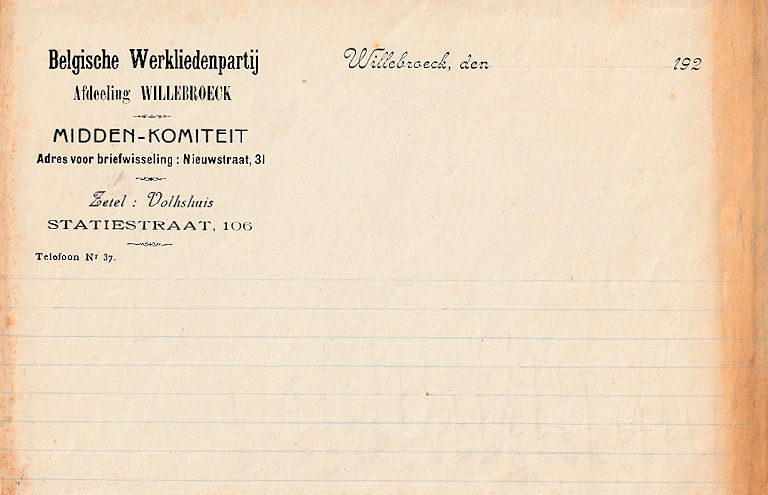 Belgische Werkliedenpartij
Afdeeling WILLEBROECK
MIDDEN-KOMITEIT
Adres voor briefwisseling : Nieuwstraat, 31
Zetel : Volkshuis
STATIESTRAAT, 106
Telefoon Nr 37.
Willebroeck, den 192